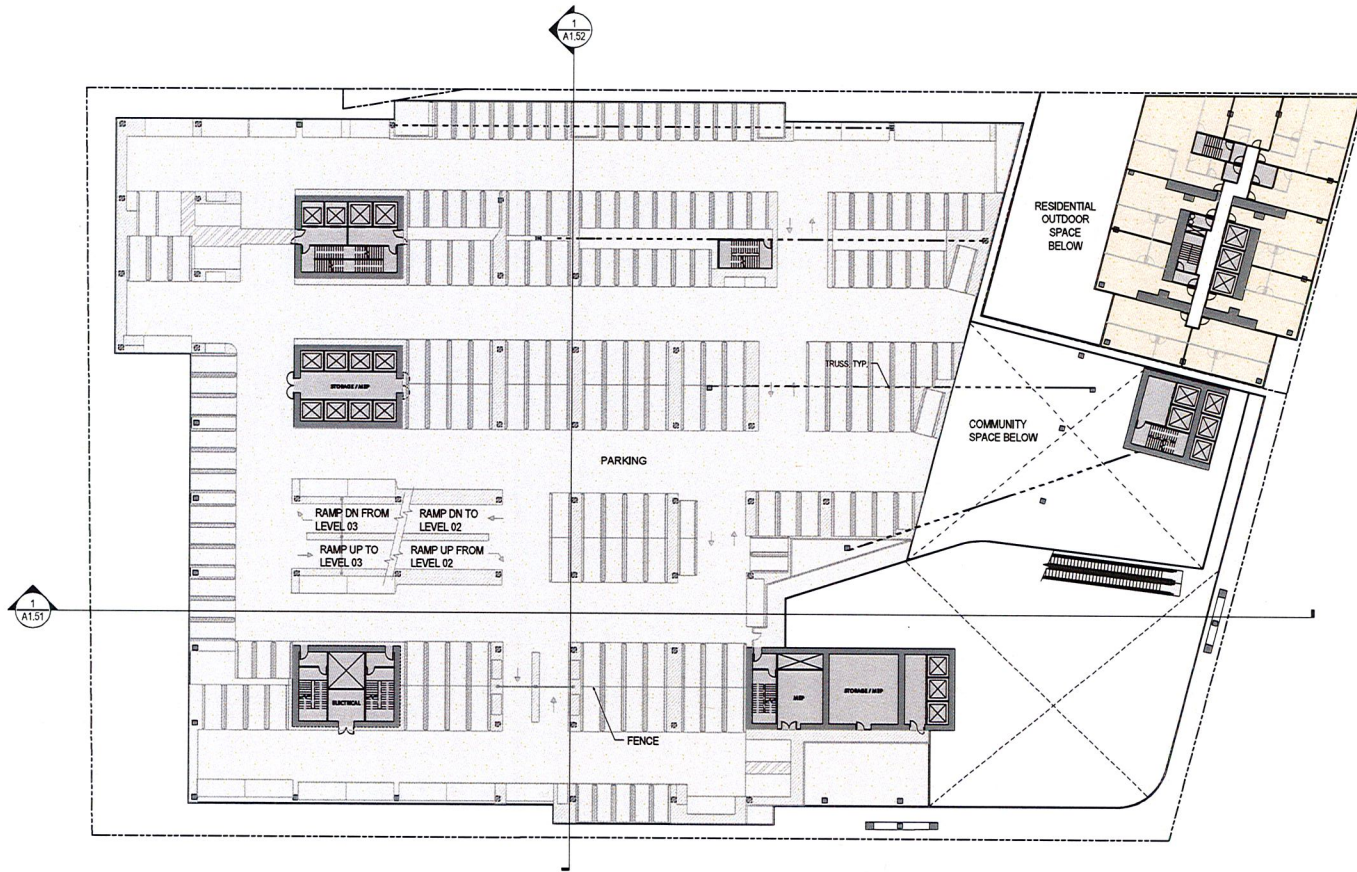 1
A1.52
RESIDENTIAL
OUTDOOR
SPACE
BELOW
TRUSS, TYP.
STORAGE / MEP
COMMUNITY
SPACE BELOW
PARKING
RAMP DN FROM
LEVEL 03
RAMP DN TO
LEVEL 02
RAMP UP TO
LEVEL 03
RAMP UP FROM
LEVEL 02
1
A1.51
ELECTRICAL
MEP
STORAGE / MEP
FENCE